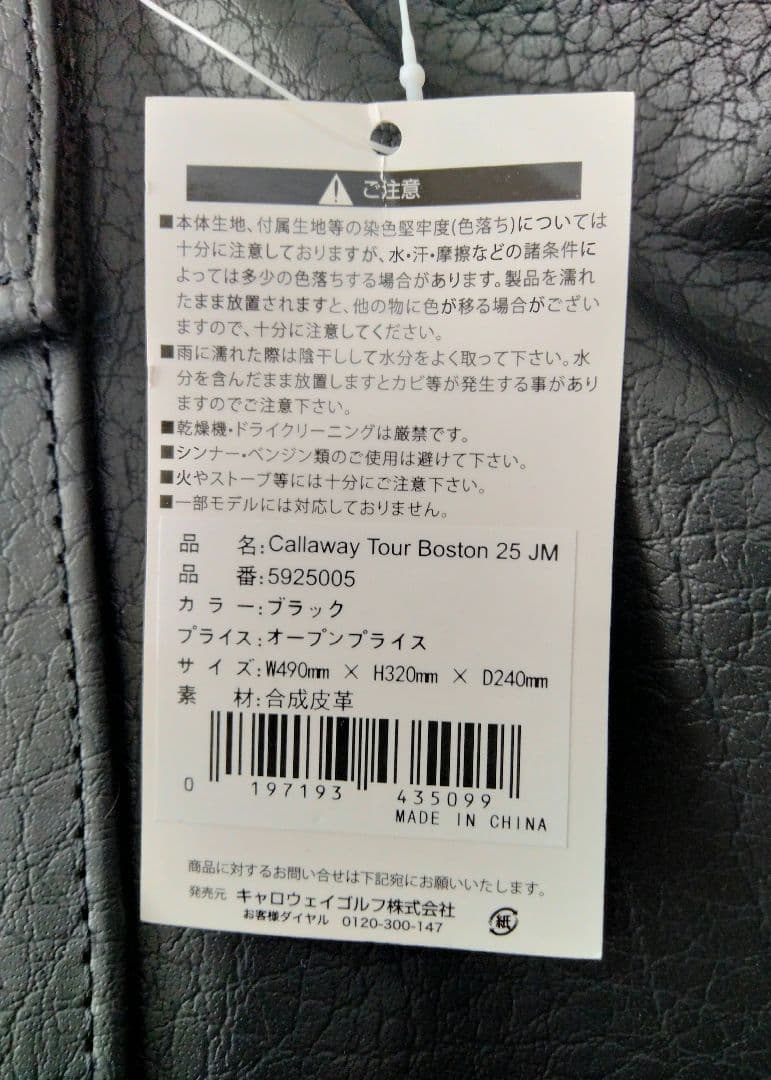 ご注意
■本体生地、付属生地等の染色堅牢度(色落ち)については
十分に注意しておりますが、水・汗・摩擦などの諸条件に
よっては多少の色落ちする場合があります。製品を濡れ
たまま放置されますと、他の物に色が移る場合がござい
ますので、十分に注意してください。
■雨に濡れた際は陰干しして水分をよく取って下さい。水
分を含んだまま放置しますとカビ等が発生する事があり
ますのでご注意下さい。
■乾燥機・ドライクリーニングは厳禁です。
■シンナー・ベンジン類のご使用は避けて下さい。
■火やストーブ等には十分にご注意下さい。
■一部モデルには対応しておりません。
品 名:Callaway Tour Boston 25 JM
品 番:5925005
カラー:ブラック
プライス:オープンプライス
サイズ:W490mm × H320mm × D240mm
素 材:合成皮革
0 197193 435099
MADE IN CHINA
商品に対するお問い合せは下記宛にお願いいたします。
発売元 キャロウェイゴルフ株式会社
お客様ダイヤル 0120-300-147
紙